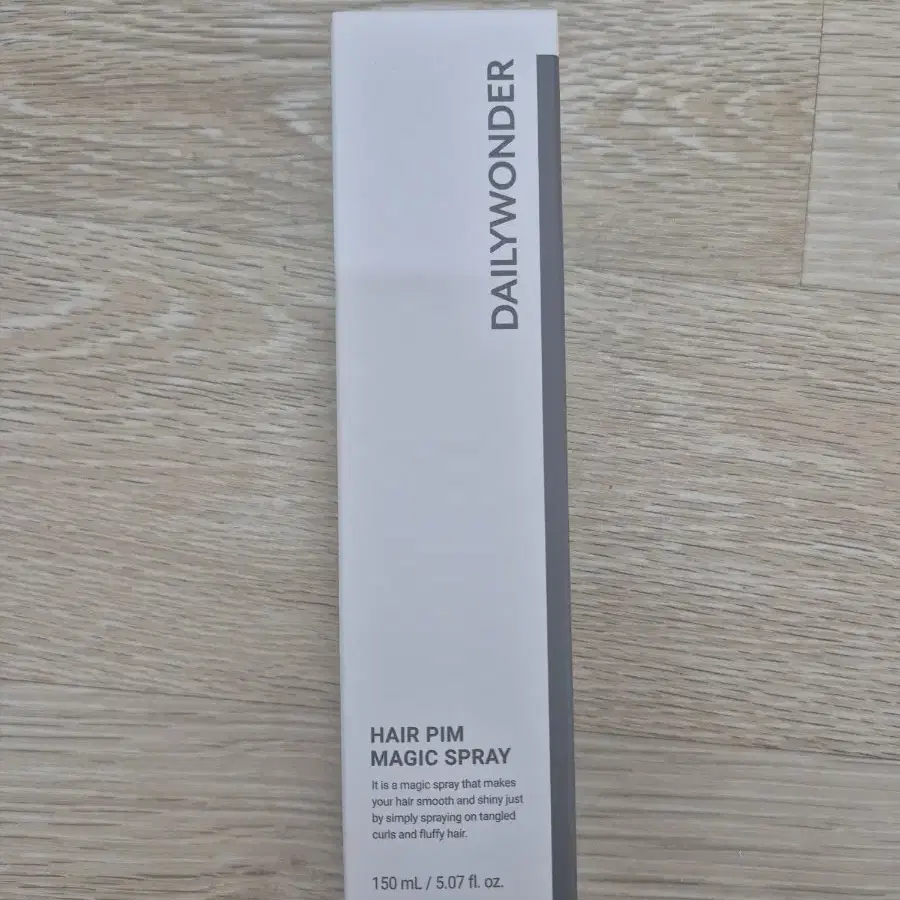 DAILYWONDER
HAIR PIM
MAGIC SPRAY
It is a magic spray that makes
your hair smooth and shiny just
by simply spraying on tangled
curls and fluffy hair.
150 mL / 5.07 fl. oz.